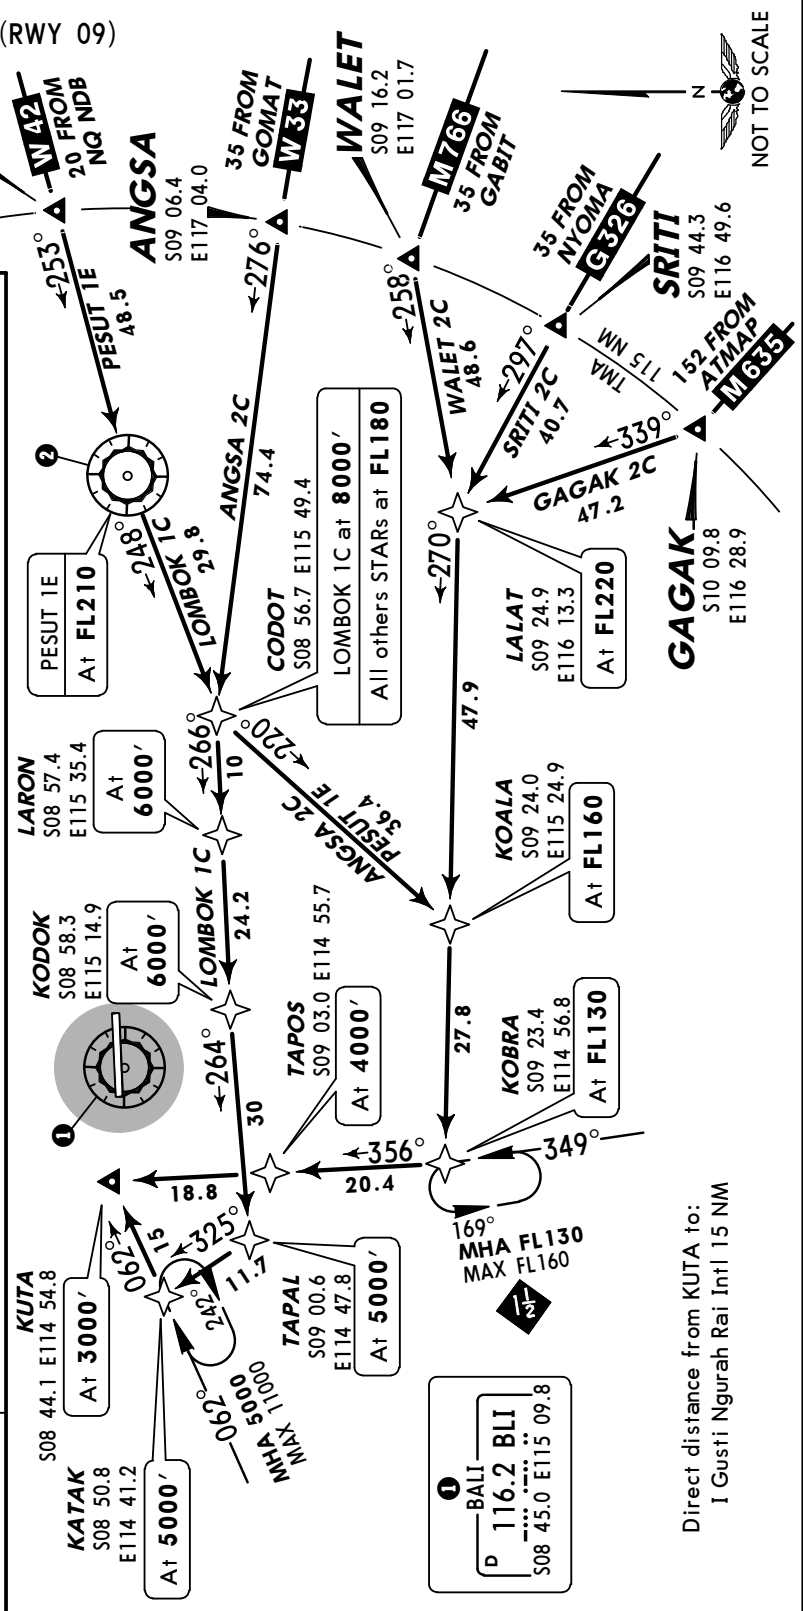 (RWY 09)
W 42
20 FROM
NQ NDB
253°
PESUT 1E
48.5
ANGSA
S09 06.4
E117 04.0
35 FROM
GOMAT
W 33
276°
ANGSA 2C
74.4
WALET
S09 16.2
E117 01.7
M 766
35 FROM
GABIT
258°
WALET 2C
48.6
35 FROM
NYOMA
G 326
SRITI
S09 44.3
E116 49.6
297°
SRITI 2C
40.7
TMA
115 NM
152 FROM
ATMAP
M 635
339°
GAGAK 2C
47.2
GAGAK
S10 09.8
E116 28.9
N
NOT TO SCALE
2
PESUT 1E
At FL210
248°
LOMBOK 1C
29.8
CODOT
S08 56.7 E115 49.4
LOMBOK 1C at 8000'
All others STARs at FL180
270°
LALAT
S09 24.9
E116 13.3
At FL220
47.9
LARON
S08 57.4
E115 35.4
At
6000'
266°
10
220°
ANGSA 2C
PESUT 1E
36.4
KOALA
S09 24.0
E115 24.9
At FL160
KODOK
S08 58.3
E115 14.9
At
6000'
LOMBOK 1C
24.2
27.8
1
264°
30
TAPOS
S09 03.0 E114 55.7
At 4000'
KOBRA
S09 23.4
E114 56.8
At FL130
356°
20.4
18.8
349°
169°
MHA FL130
MAX FL160
1½
KUTA
S08 44.1 E114 54.8
At 3000'
062°
15
325°
11.7
TAPAL
S09 00.6
E114 47.8
At 5000'
242°
062°
MHA 5000
MAX 11000
KATAK
S08 50.8
E114 41.2
At 5000'
1
BALI
D 116.2 BLI
S08 45.0 E115 09.8
Direct distance from KUTA to:
I Gusti Ngurah Rai Intl 15 NM